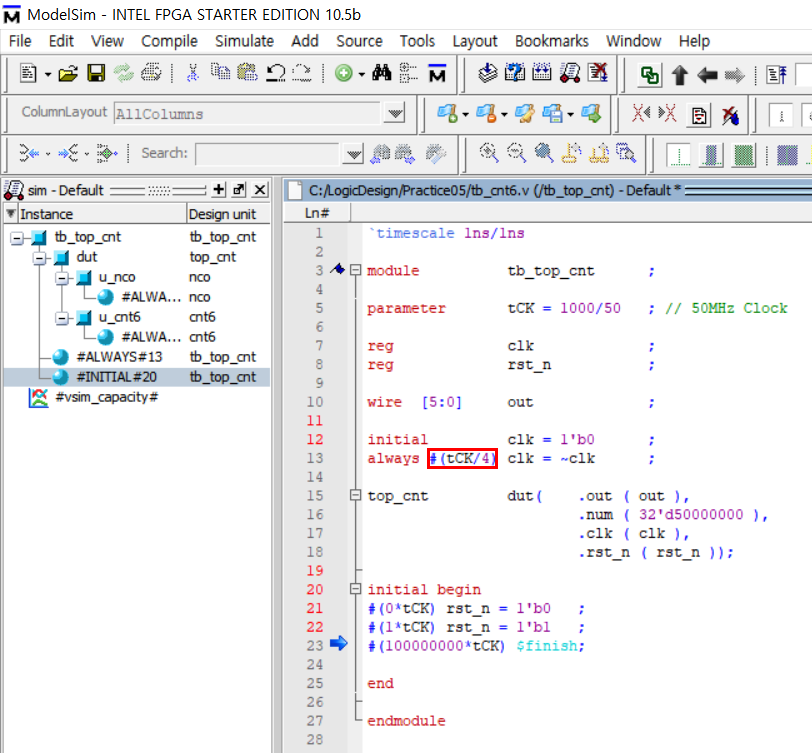 ModelSim - INTEL FPGA STARTER EDITION 10.5b
File Edit View Compile Simulate Add Source Tools Layout Bookmarks Window Help
ColumnLayout AllColumns
Search:
sim - Default
C:/LogicDesign/Practice05/tb_cnt6.v (/tb_top_cnt) - Default *
Instance Design unit
tb_top_cnt tb_top_cnt
dut top_cnt
u_nco nco
#ALWA... nco
u_cnt6 cnt6
#ALWA... cnt6
#ALWAYS#13 tb_top_cnt
#INITIAL#20 tb_top_cnt
#vsim_capacity#
Ln#
1 `timescale 1ns/1ns
2
3 module tb_top_cnt ;
4
5 parameter tCK = 1000/50 ; // 50MHz Clock
6
7 reg clk ;
8 reg rst_n ;
9
10 wire [5:0] out ;
11
12 initial clk = 1'b0 ;
13 always #(tCK/4) clk = ~clk ;
14
15 top_cnt dut( .out ( out ),
16 .num ( 32'd50000000 ),
17 .clk ( clk ),
18 .rst_n ( rst_n ));
19
20 initial begin
21 #(0*tCK) rst_n = 1'b0 ;
22 #(1*tCK) rst_n = 1'b1 ;
23 #(100000000*tCK) $finish;
24
25 end
26
27 endmodule
28